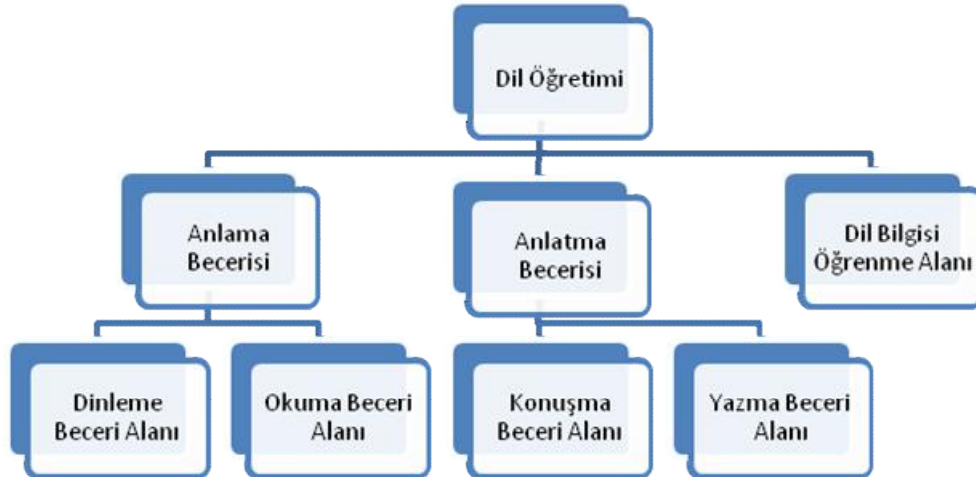 Dil Öğretimi
Anlama
Becerisi
Anlatma
Becerisi
Dil Bilgisi
Öğrenme Alanı
Dinleme
Beceri Alanı
Okuma Beceri
Alanı
Konuşma
Beceri Alanı
Yazma Beceri
Alanı